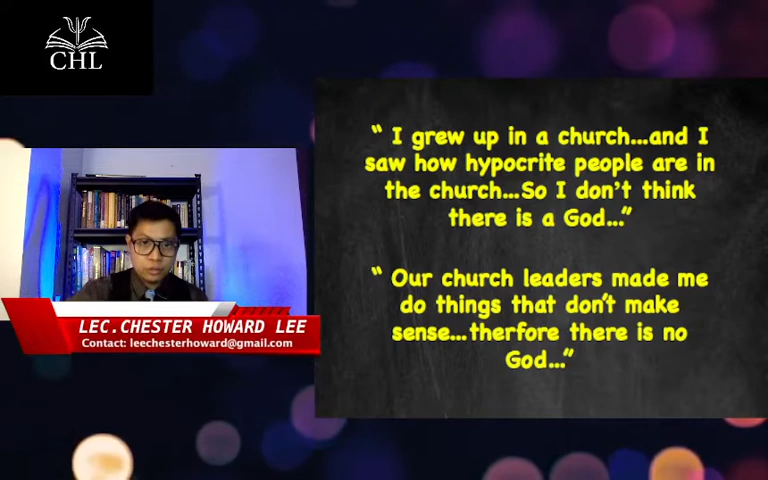 CHL
LEC.CHESTER HOWARD LEE
Contact: leechesterhoward@gmail.com
“ I grew up in a church...and I
saw how hypocrite people are in
the church...So I don’t think
there is a God...”
“ Our church leaders made me
do things that don’t make
sense...therfore there is no
God...”